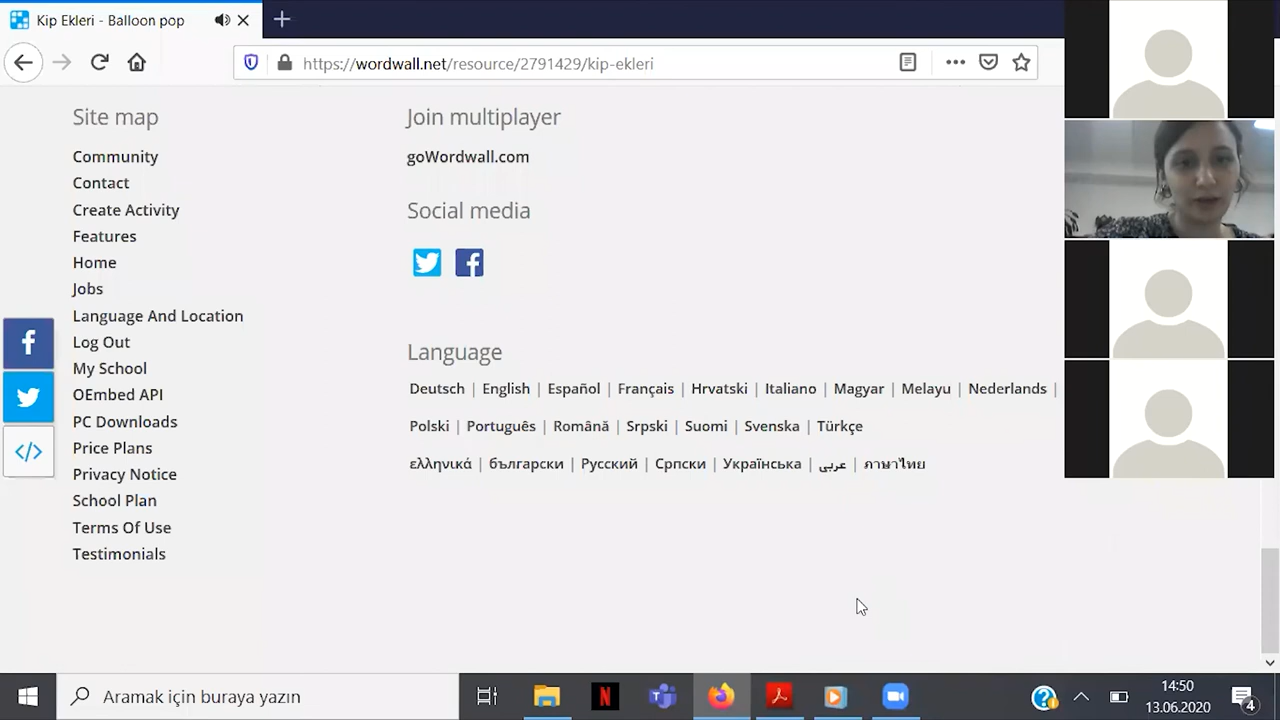 Kip Ekleri - Balloon pop
https://wordwall.net/resource/2791429/kip-ekleri
Site map
Community
Contact
Create Activity
Features
Home
Jobs
Language And Location
Log Out
My School
OEmbed API
PC Downloads
Price Plans
Privacy Notice
School Plan
Terms Of Use
Testimonials
Join multiplayer
goWordwall.com
Social media
Language
Deutsch | English | Español | Français | Hrvatski | Italiano | Magyar | Melayu | Nederlands |
Polski | Português | Română | Srpski | Suomi | Svenska | Türkçe
ελληνικά | български | Русский | Српски | Українська | عربى | ภาษาไทย
Aramak için buraya yazın
14:50
13.06.2020
4